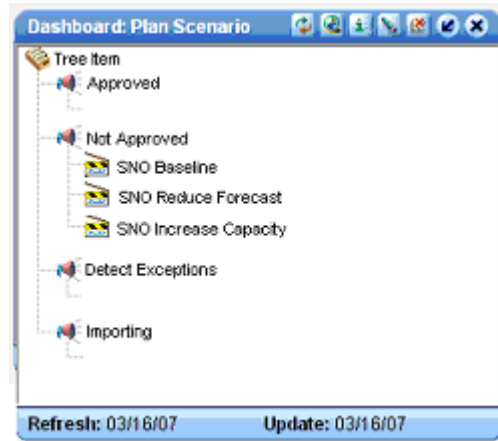 Dashboard: Plan Scenario
Tree Item
Approved
Not Approved
SNO Baseline
SNO Reduce Forecast
SNO Increase Capacity
Detect Exceptions
Importing
Refresh: 03/16/07 Update: 03/16/07